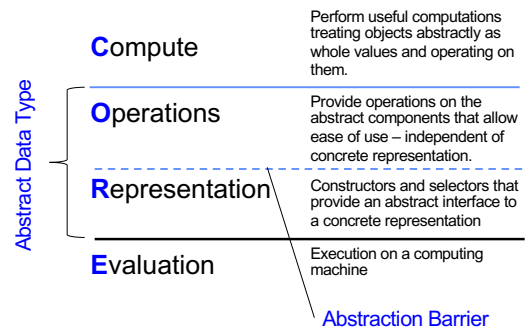 Compute
Perform useful computations
treating objects abstractly as
whole values and operating on
them.
Abstract Data Type
Operations
Provide operations on the
abstract components that allow
ease of use – independent of
concrete representation.
Representation
Constructors and selectors that
provide an abstract interface to
a concrete representation
Evaluation
Execution on a computing
machine
Abstraction Barrier